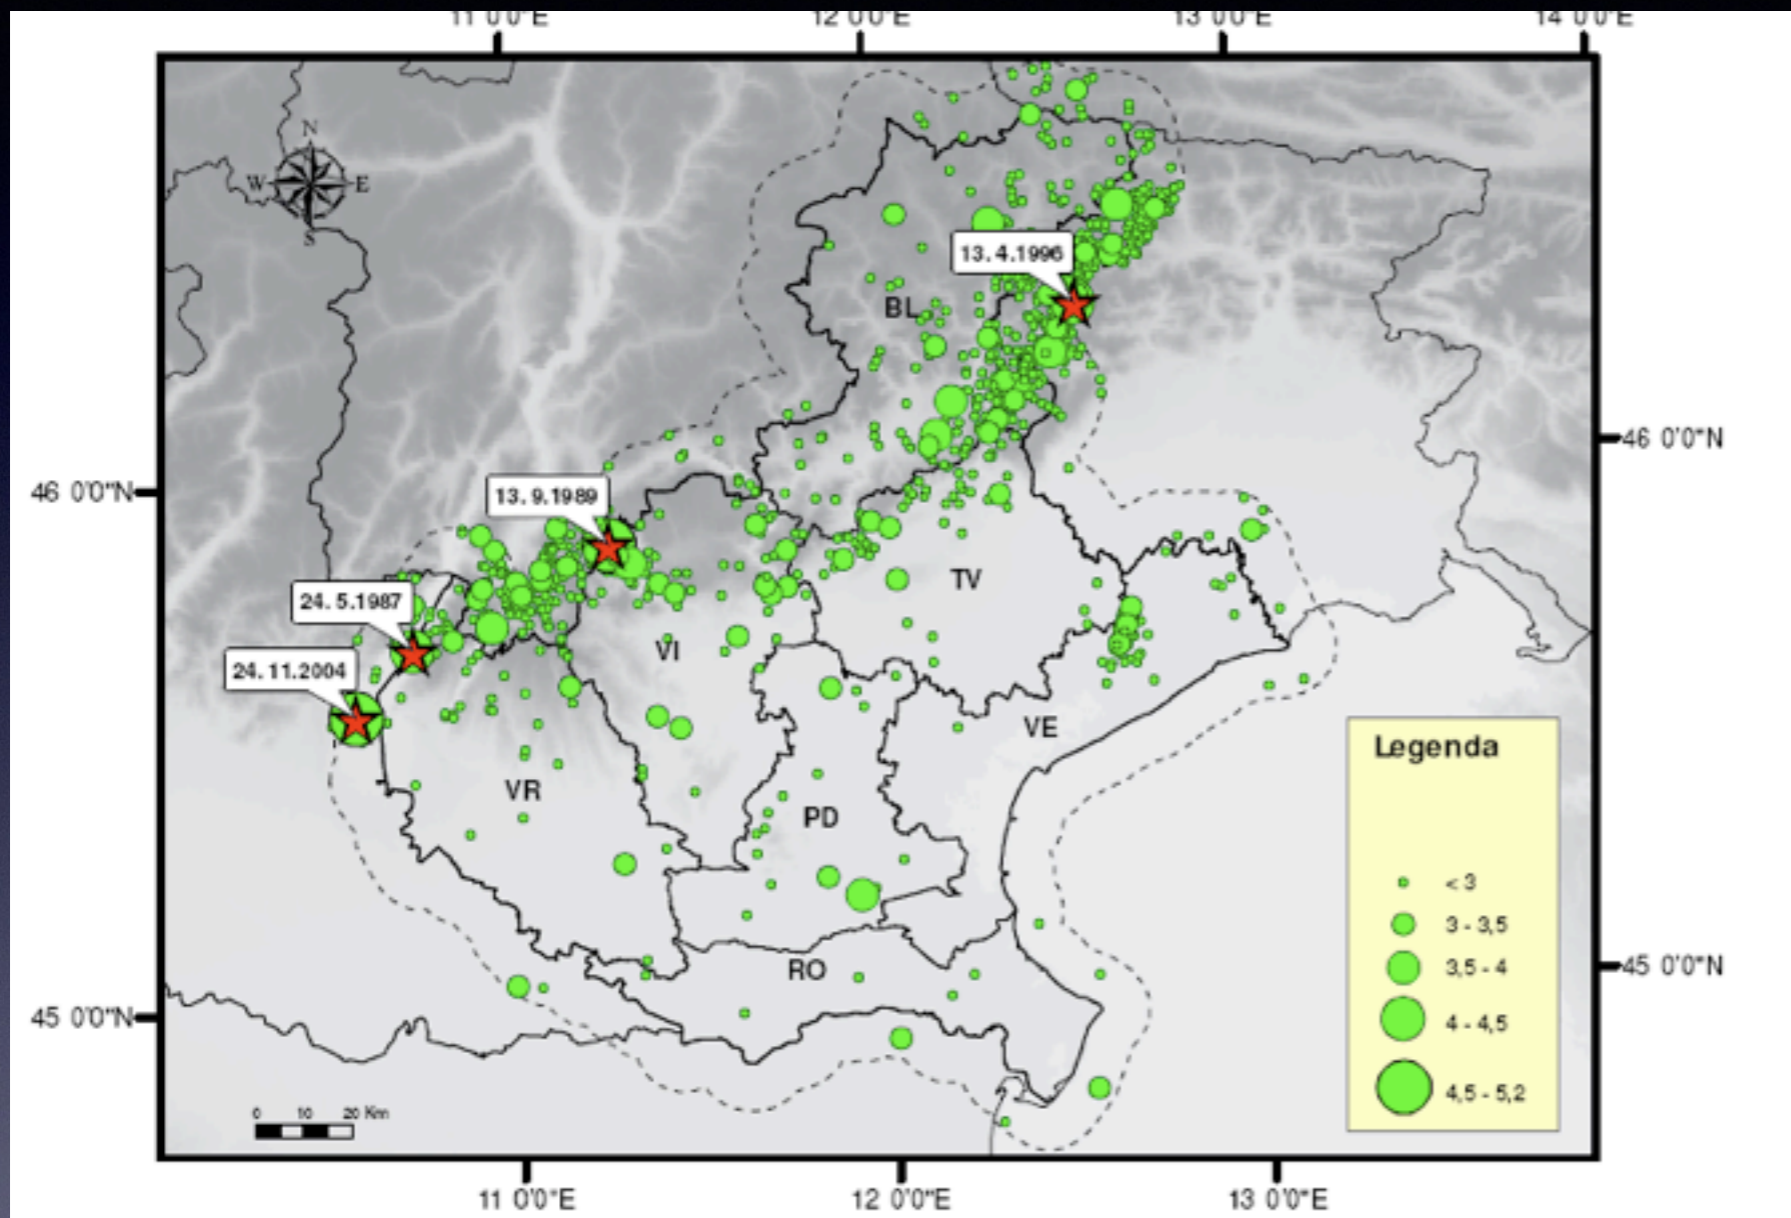 11 0'0"E
12 0'0"E
13 0'0"E
14 0'0"E
N
W
E
S
13.4.1996
BL
46 0'0"N
46 0'0"N
13.9.1989
TV
24.5.1987
VI
24.11.2004
VE
Legenda
VR
PD
< 3
3 - 3,5
RO
3,5 - 4
45 0'0"N
45 0'0"N
4 - 4,5
4,5 - 5,2
0 10 20 Km
11 0'0"E
12 0'0"E
13 0'0"E